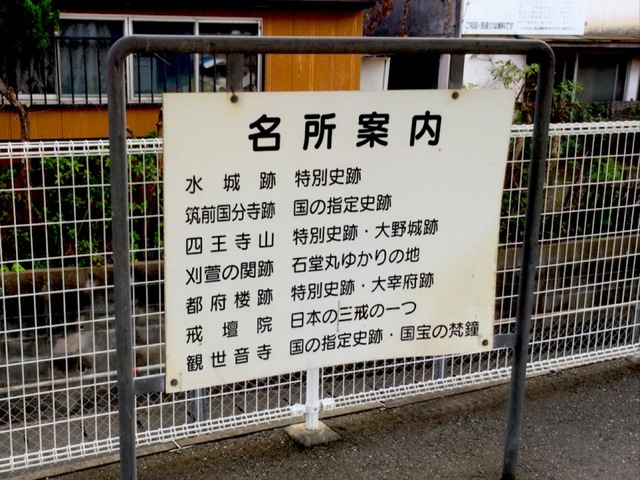 名所案内
水城跡 特別史跡
筑前国分寺跡 国の指定史跡
四王寺山 特別史跡・大野城跡
刈萱の関跡 石堂丸ゆかりの地
都府楼跡 特別史跡・大宰府跡
戒壇院 日本の三戒の一つ
観世音寺 国の指定史跡・国宝の梵鐘